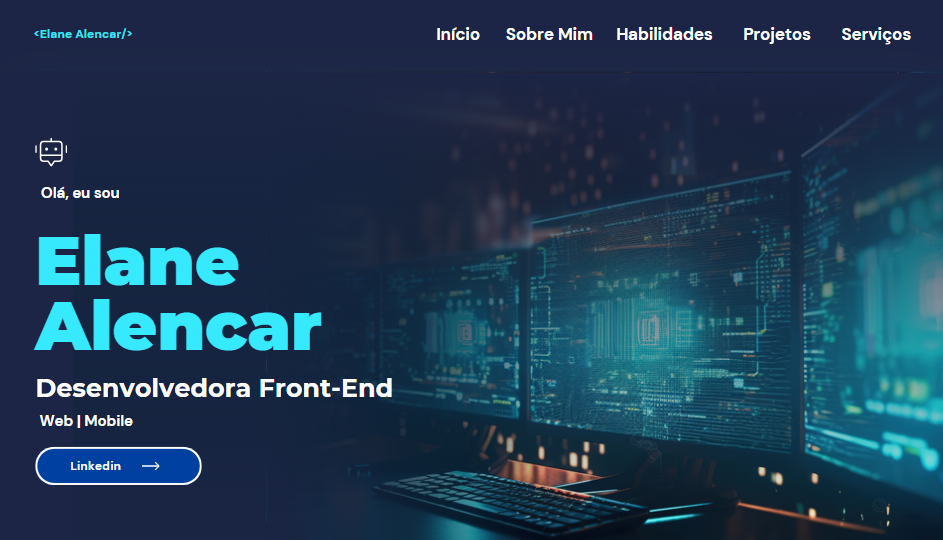 <Elane Alencar/>
Início Sobre Mim Habilidades Projetos Serviços
Olá, eu sou
Elane
Alencar
Desenvolvedora Front-End
Web | Mobile
Linkedin